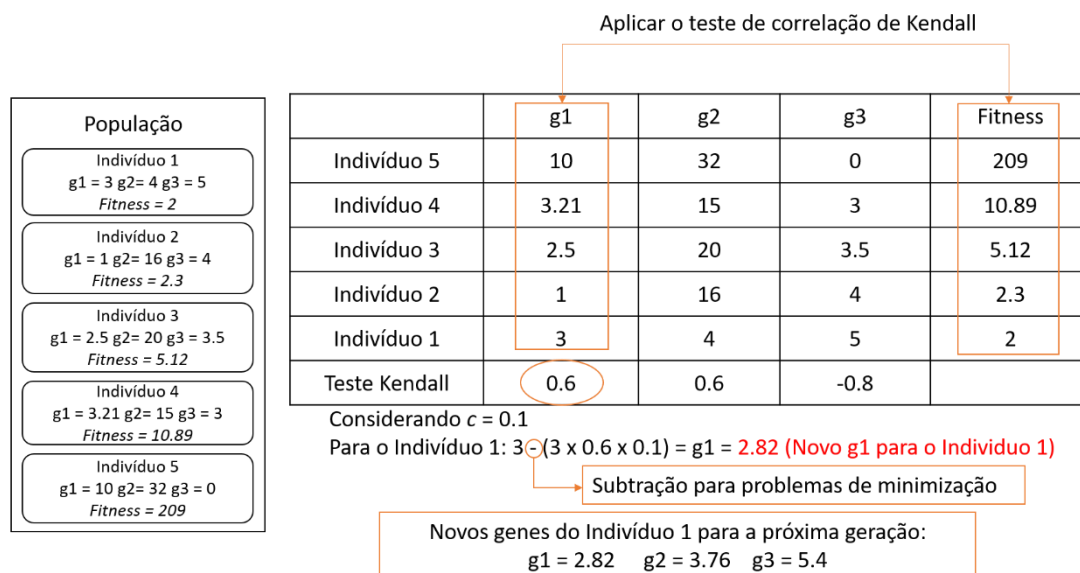 Aplicar o teste de correlação de Kendall
População
Indivíduo 1
g1 = 3 g2= 4 g3 = 5
Fitness = 2
Indivíduo 2
g1 = 1 g2= 16 g3 = 4
Fitness = 2.3
Indivíduo 3
g1 = 2.5 g2= 20 g3 = 3.5
Fitness = 5.12
Indivíduo 4
g1 = 3.21 g2= 15 g3 = 3
Fitness = 10.89
Indivíduo 5
g1 = 10 g2= 32 g3 = 0
Fitness = 209
g1 g2 g3 Fitness
Indivíduo 5 10 32 0 209
Indivíduo 4 3.21 15 3 10.89
Indivíduo 3 2.5 20 3.5 5.12
Indivíduo 2 1 16 4 2.3
Indivíduo 1 3 4 5 2
Teste Kendall 0.6 0.6 -0.8
Considerando c = 0.1
Para o Indivíduo 1: 3 - (3 x 0.6 x 0.1) = g1 = 2.82 (Novo g1 para o Individuo 1)
Subtração para problemas de minimização
Novos genes do Indivíduo 1 para a próxima geração:
g1 = 2.82 g2 = 3.76 g3 = 5.4